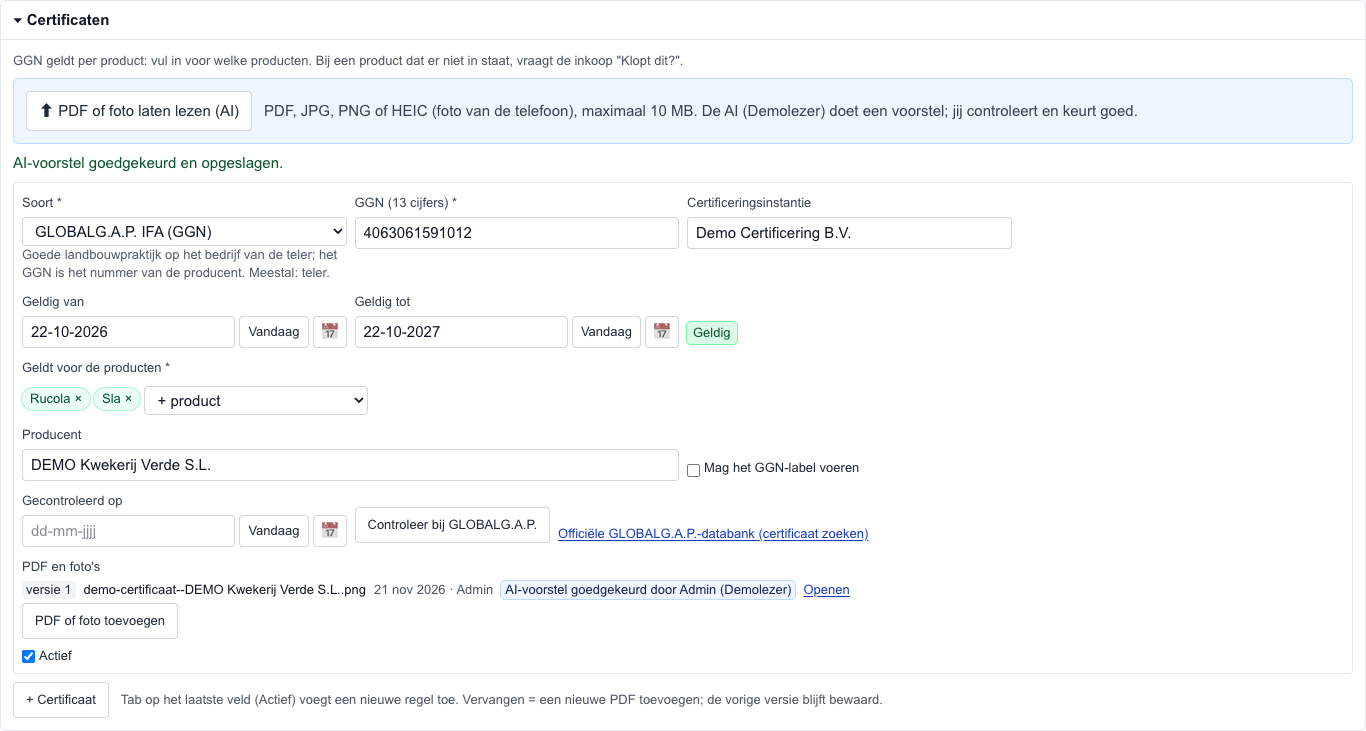 Certificaten
GGN geldt per product: vul in voor welke producten. Bij een product dat er niet in staat, vraagt de inkoop "Klopt dit?".
PDF of foto laten lezen (AI)
PDF, JPG, PNG of HEIC (foto van de telefoon), maximaal 10 MB. De AI (Demolezer) doet een voorstel; jij controleert en keurt goed.
AI-voorstel goedgekeurd en opgeslagen.
Soort * GGN (13 cijfers) * Certificeringsinstantie
GLOBALG.A.P. IFA (GGN) 4063061591012 Demo Certificering B.V.
Goede landbouwpraktijk op het bedrijf van de teler; het
GGN is het nummer van de producent. Meestal: teler.
Geldig van Geldig tot
22-10-2026 Vandaag 22-10-2027 Vandaag Geldig
Geldt voor de producten *
Rucola × Sla × + product
Producent
DEMO Kwekerij Verde S.L. Mag het GGN-label voeren
Gecontroleerd op
dd-mm-jjjj Vandaag Controleer bij GLOBALG.A.P. Officiële GLOBALG.A.P.-databank (certificaat zoeken)
PDF en foto's
versie 1 demo-certificaat--DEMO Kwekerij Verde S.L..png 21 nov 2026 · Admin AI-voorstel goedgekeurd door Admin (Demolezer) Openen
PDF of foto toevoegen
Actief
+ Certificaat Tab op het laatste veld (Actief) voegt een nieuwe regel toe. Vervangen = een nieuwe PDF toevoegen; de vorige versie blijft bewaard.